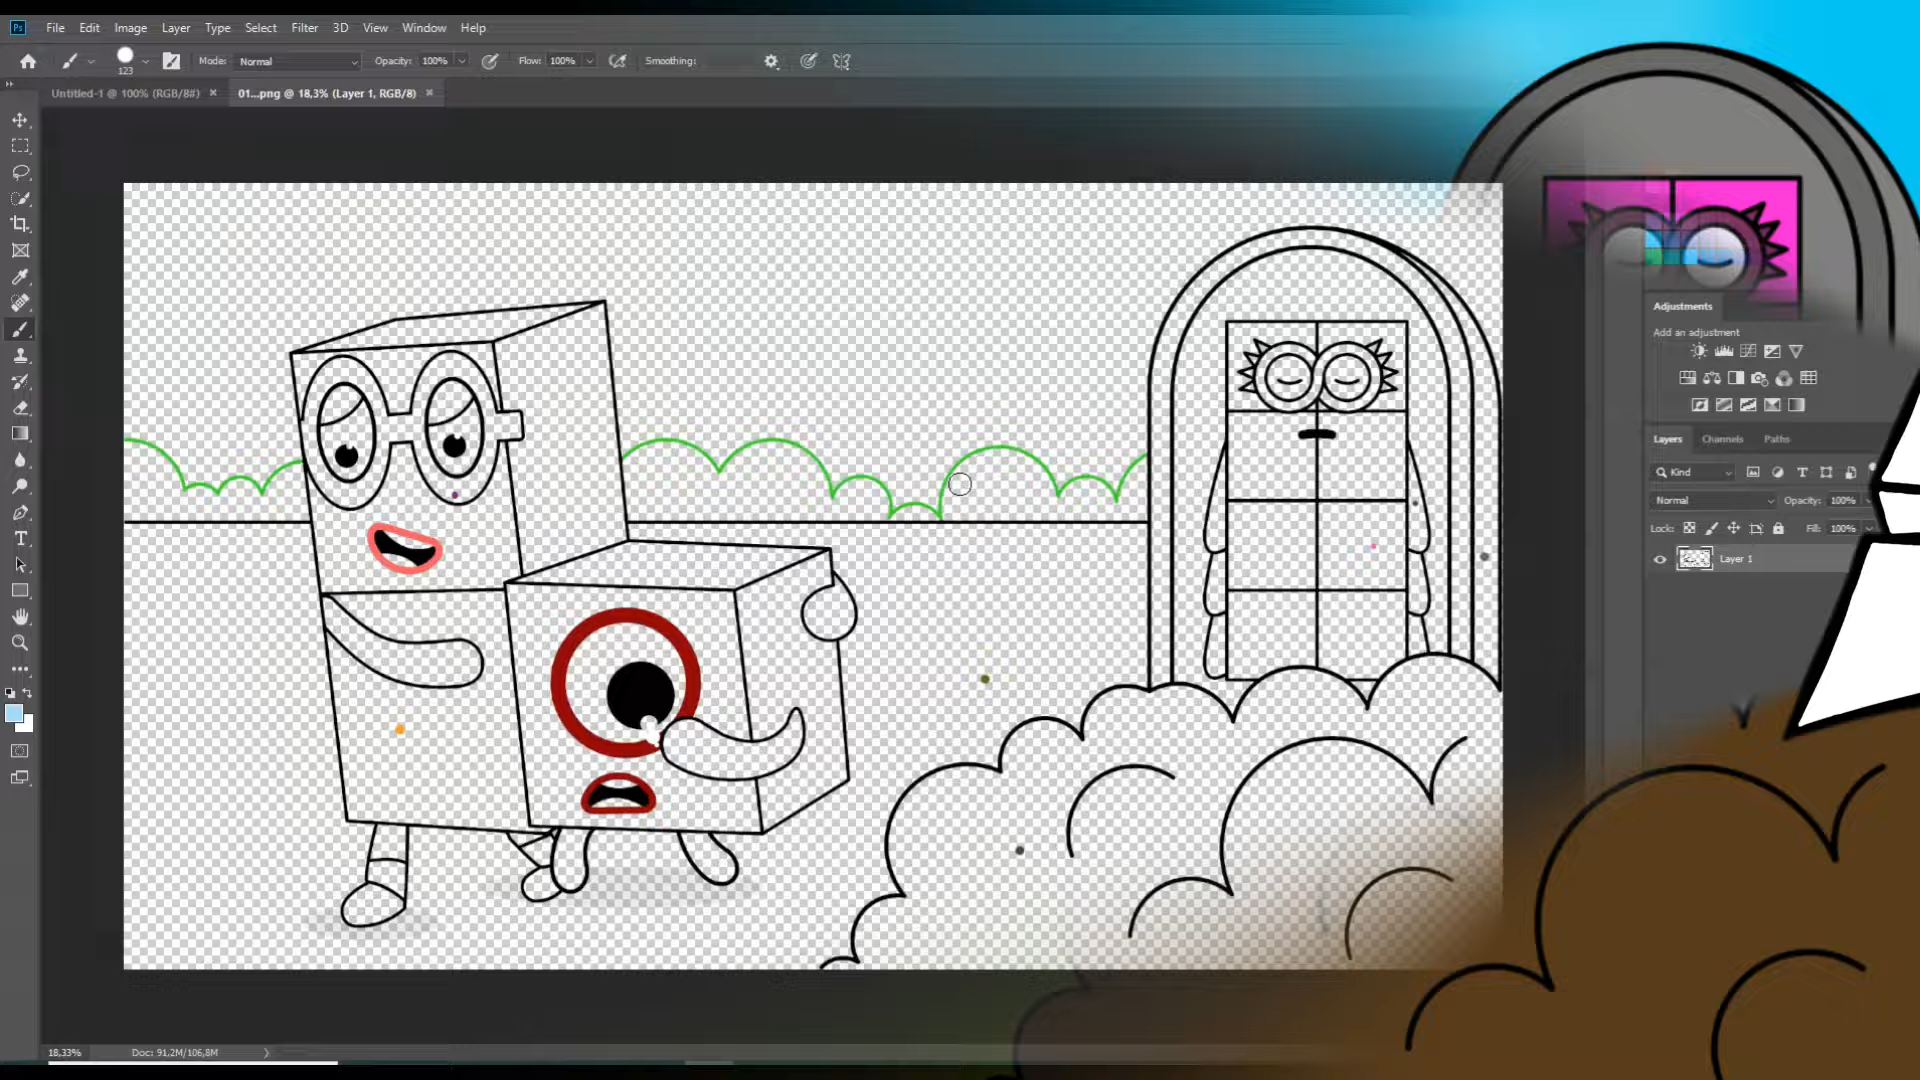 Ps File Edit Image Layer Type Select Filter 3D View Window Help
123 Mode: Normal Opacity: 100% Flow: 100% Smoothing:
Untitled-1 @ 100% (RGB/8#) × 01...png @ 18,3% (Layer 1, RGB/8) ×
Adjustments
Add an adjustment
Layers Channels Paths
Kind
Normal Opacity: 100%
Lock: Fill: 100%
Layer 1
18,33% Doc: 91,2M/106,8M